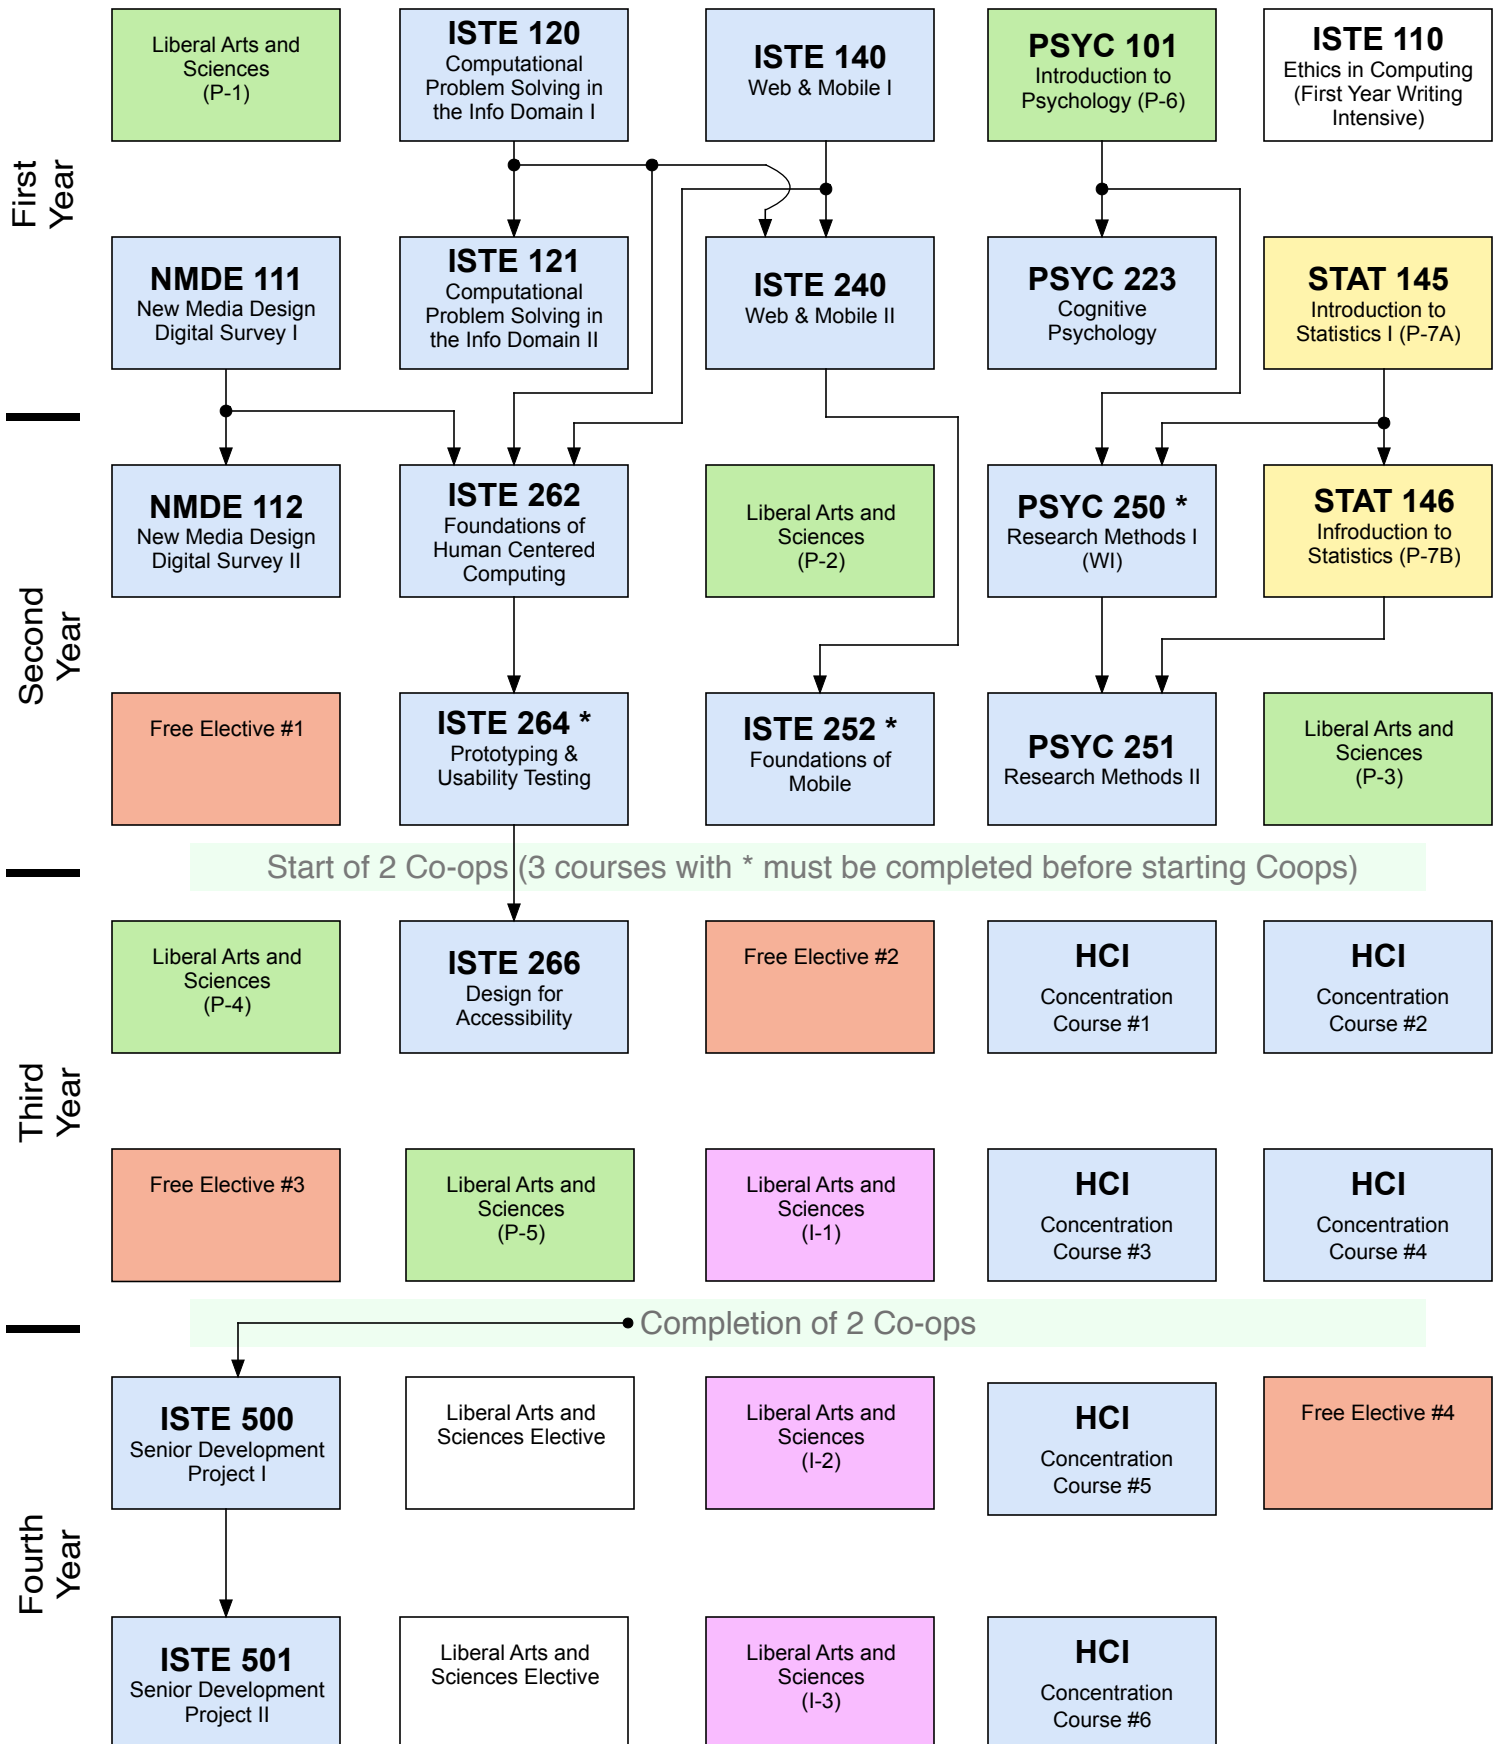 First
Year
Liberal Arts and
Sciences
(P-1)
ISTE 120
Computational
Problem Solving in
the Info Domain I
ISTE 140
Web & Mobile I
PSYC 101
Introduction to
Psychology (P-6)
ISTE 110
Ethics in Computing
(First Year Writing
Intensive)
NMDE 111
New Media Design
Digital Survey I
ISTE 121
Computational
Problem Solving in
the Info Domain II
ISTE 240
Web & Mobile II
PSYC 223
Cognitive
Psychology
STAT 145
Introduction to
Statistics I (P-7A)
Second
Year
NMDE 112
New Media Design
Digital Survey II
ISTE 262
Foundations of
Human Centered
Computing
Liberal Arts and
Sciences
(P-2)
PSYC 250 *
Research Methods I
(WI)
STAT 146
Infroduction to
Statistics (P-7B)
Free Elective #1
ISTE 264 *
Prototyping &
Usability Testing
ISTE 252 *
Foundations of
Mobile
PSYC 251
Research Methods II
Liberal Arts and
Sciences
(P-3)
Start of 2 Co-ops (3 courses with * must be completed before starting Coops)
Third
Year
Liberal Arts and
Sciences
(P-4)
ISTE 266
Design for
Accessibility
Free Elective #2
HCI
Concentration
Course #1
HCI
Concentration
Course #2
Free Elective #3
Liberal Arts and
Sciences
(P-5)
Liberal Arts and
Sciences
(I-1)
HCI
Concentration
Course #3
HCI
Concentration
Course #4
Completion of 2 Co-ops
Fourth
Year
ISTE 500
Senior Development
Project I
Liberal Arts and
Sciences Elective
Liberal Arts and
Sciences
(I-2)
HCI
Concentration
Course #5
Free Elective #4
ISTE 501
Senior Development
Project II
Liberal Arts and
Sciences Elective
Liberal Arts and
Sciences
(I-3)
HCI
Concentration
Course #6